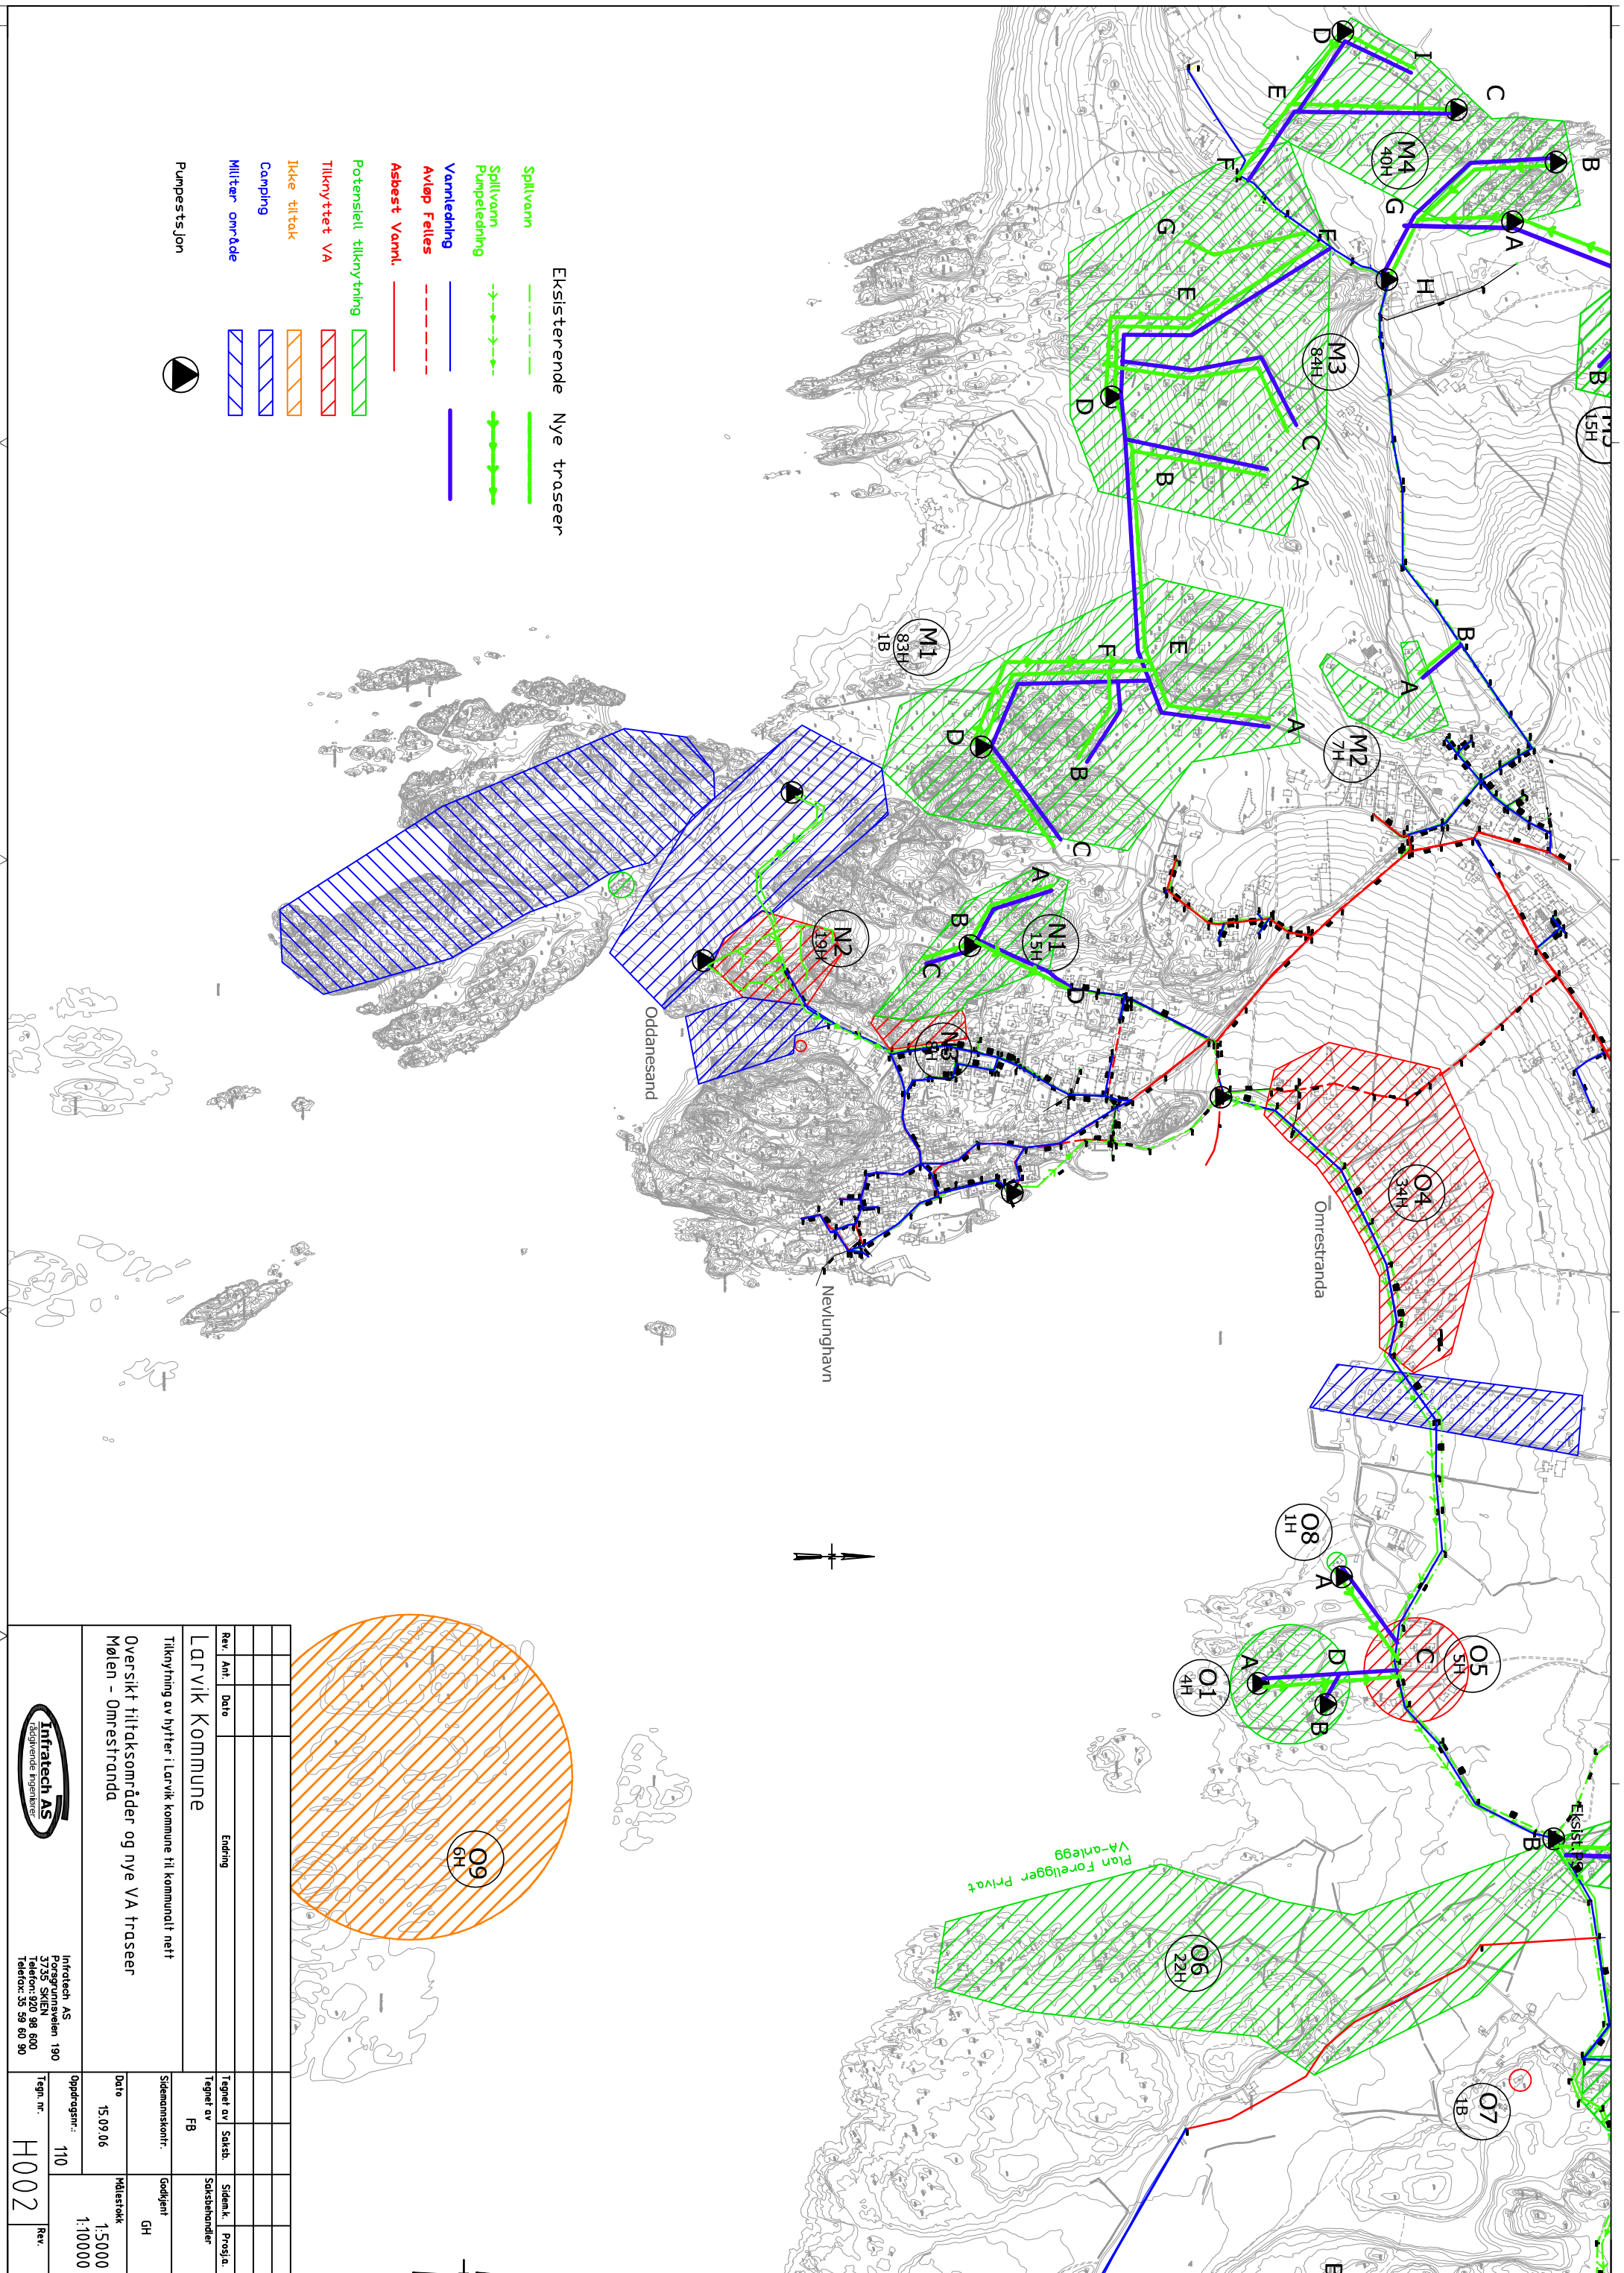 Eksisterende Nye traseer
Spillvann
Spillvann
Pumpeledning
Vannledning
Avløp Felles
Asbest Vannl.
Potensiell tilknytning
Tilknyttet VA
Ikke tiltak
Camping
Militær område
Pumpestsjon
D
I
E
C
M4
40H
B
F
G
A
H
G
F
E
M3
84H
D
C
A
B
B
15H
B
A
M2
7H
M1
83H
1B
F
E
A
D
B
C
A
N1
15H
B
C
D
N2
19H
N3
8H
Oddanesand
Nevlunghavn
Omrestranda
O4
34H
O8
1H
A
O5
5H
C
D
A
B
O1
4H
Eksist.ps
B
Plan Foreligger Privat
VA-anlegg
O6
22H
O7
1B
O9
6H
Rev. Ant. Dato Endring Tegnet av Saksb. Sidem.k. Prosja.
Larvik Kommune
Tilknytning av hytter i Larvik kommune til kommunalt nett
Oversikt tiltaksområder og nye VA traseer
Mølen - Omrestranda
Tegnet av
FB
Saksbehandler
Sidemannskontr.
Godkjent
GH
Dato
15.09.06
Målestokk
1:5000
1:10000
Oppdragsnr.:
110
Tegn. nr.
H002
Rev.
Infratech AS
rådgivende ingeniører
Infratech AS
Porsgrunnsveien 190
3735 SKIEN
Telefon: 920 98 600
Telefax: 35 59 60 90